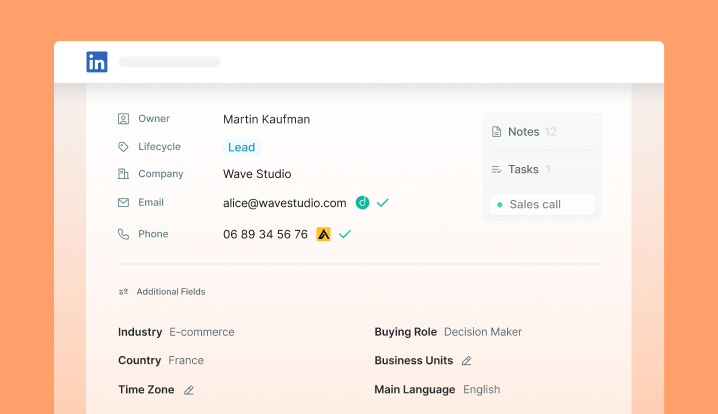 in
Owner Martin Kaufman
Notes 12
Lifecycle Lead
Tasks 1
Company Wave Studio
Email alice@wavestudio.com
Sales call
Phone 06 89 34 56 76
Additional Fields
Industry E-commerce
Buying Role Decision Maker
Country France
Business Units
Time Zone
Main Language English